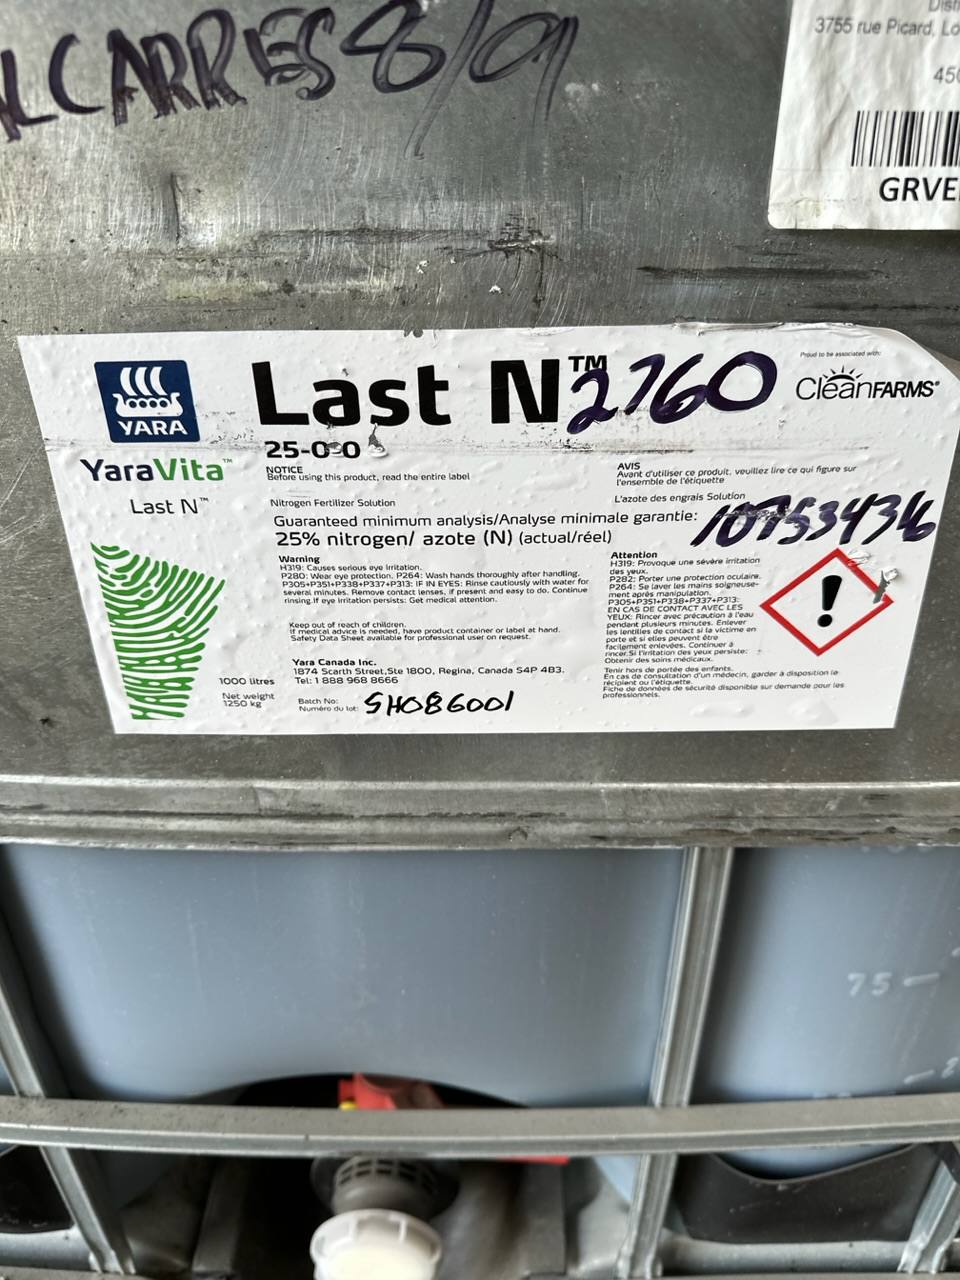 LCARRES 8/9
3755 rue Picard, Lo
450
GRVE
YARA
Last N™ 2760
Proud to be associated with:
CleanFARMS®
25-0-0
YaraVita™
Last N™
NOTICE
Before using this product, read the entire label
AVIS
Avant d'utiliser ce produit, veuillez lire ce qui figure sur
l'ensemble de l'étiquette
Nitrogen Fertilizer Solution
L'azote des engrais Solution
Guaranteed minimum analysis/Analyse minimale garantie:
10753436
25% nitrogen/ azote (N) (actual/réel)
Warning
H319: Causes serious eye irritation.
P280: Wear eye protection. P264: Wash hands thoroughly after handling.
P305+P351+P338+P337+P313: IF IN EYES: Rinse cautiously with water for
several minutes. Remove contact lenses, if present and easy to do. Continue
rinsing. If eye irritation persists: Get medical attention.
Keep out of reach of children.
If medical advice is needed, have product container or label at hand.
Safety Data Sheet available for professional user on request.
Yara Canada Inc.
1874 Scarth Street,Ste 1800, Regina, Canada S4P 4B3.
Tel: 1 888 968 8666
Batch No:
Numéro du lot: SH086001
1000 litres
Net weight
1250 kg
Attention
H319: Provoque une sévère irritation
des yeux.
P282: Porter une protection oculaire.
P264: Se laver les mains soigneuse-
ment après manipulation.
P305+P351+P338+P337+P313:
EN CAS DE CONTACT AVEC LES
YEUX: Rincer avec précaution à l'eau
pendant plusieurs minutes. Enlever
les lentilles de contact si la victime en
porte et si elles peuvent être
facilement enlevées. Continuer à
rincer. Si l'irritation des yeux persiste:
Obtenir des soins médicaux.
Tenir hors de portée des enfants.
En cas de consultation d'un médecin, garder à disposition le
récipient ou l'étiquette.
Fiche de données de sécurité disponible sur demande pour les
professionnels.
75